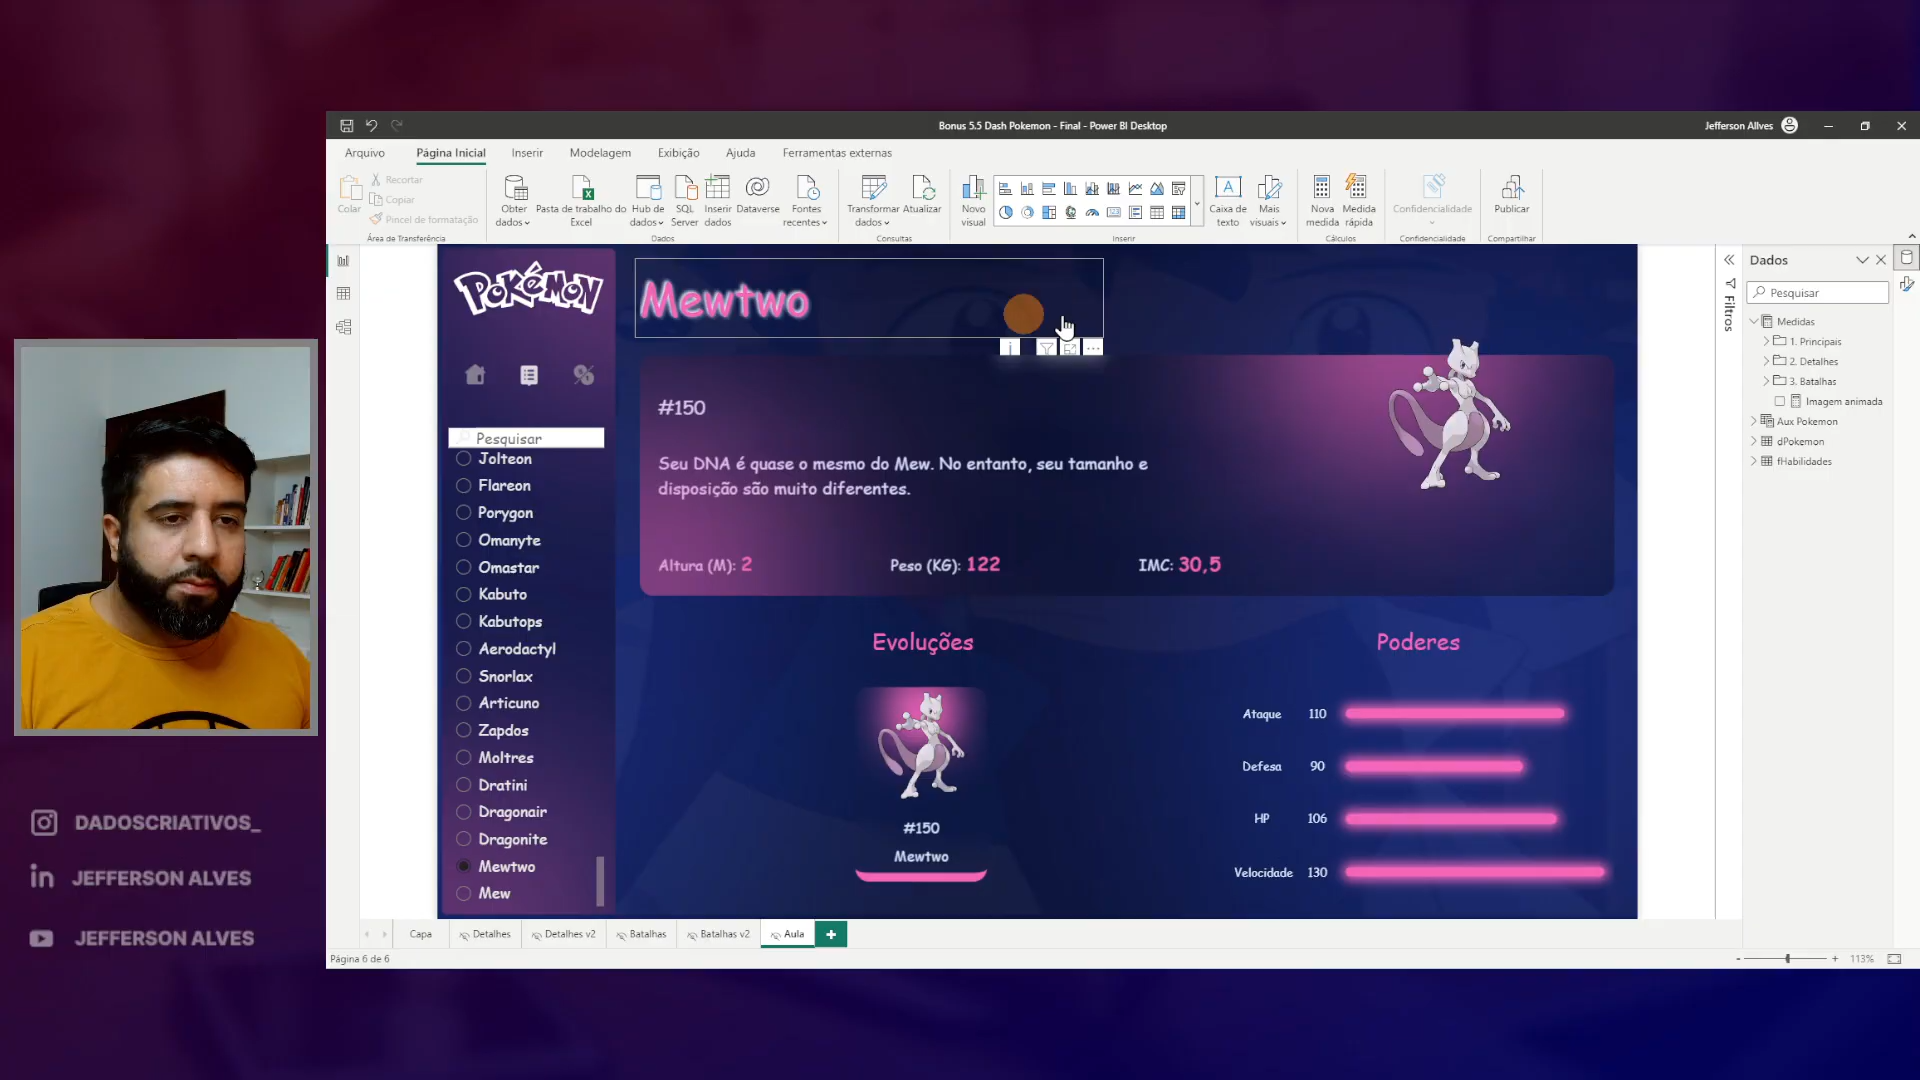 Bonus 5.5 Dash Pokemon - Final - Power BI Desktop
Jefferson Allves
Arquivo
Página Inicial
Inserir
Modelagem
Exibição
Ajuda
Ferramentas externas
Colar
Recortar
Copiar
Pincel de formatação
Área de Transferência
Obter dados
Pasta de trabalho do Excel
Hub de dados
SQL Server
Inserir dados
Dataverse
Fontes recentes
Dados
Transformar dados
Atualizar
Consultas
Novo visual
Caixa de texto
Mais visuais
Inserir
Nova medida
Medida rápida
Cálculos
Confidencialidade
Confidencialidade
Publicar
Compartilhar
POKéMON
Pesquisar
Jolteon
Flareon
Porygon
Omanyte
Omastar
Kabuto
Kabutops
Aerodactyl
Snorlax
Articuno
Zapdos
Moltres
Dratini
Dragonair
Dragonite
Mewtwo
Mew
Mewtwo
#150
Seu DNA é quase o mesmo do Mew. No entanto, seu tamanho e
disposição são muito diferentes.
Altura (M): 2
Peso (KG): 122
IMC: 30,5
Evoluções
#150
Mewtwo
Poderes
Ataque 110
Defesa 90
HP 106
Velocidade 130
Filtros
Dados
Pesquisar
Medidas
1. Principais
2. Detalhes
3. Batalhas
Imagem animada
Aux Pokemon
dPokemon
fHabilidades
Capa
Detalhes
Detalhes v2
Batalhas
Batalhas v2
Aula
Página 6 de 6
113%
DADOSCRIATIVOS_
JEFFERSON ALVES
JEFFERSON ALVES